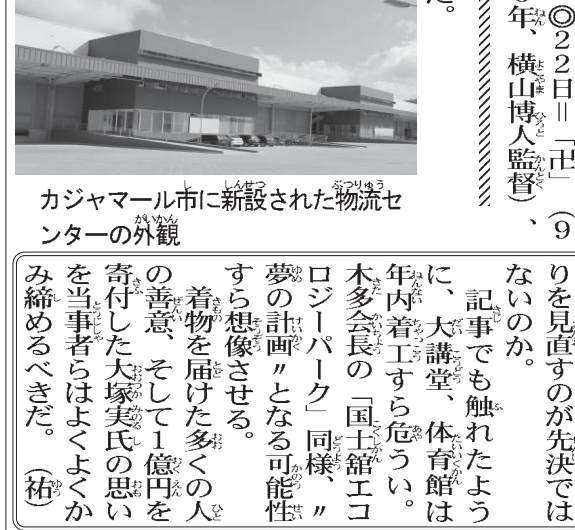 ◎22日＝「卍」（9
年、横山博人監督）、
た。
カジャマール市に新設された物流セ
ンターの外観
りを見直すのが先決では
ないのか。
記事でも触れたよう
に、大講堂、体育館は
年内着工すら危うい。
木多会長の「国士舘エコ
ロジーパーク」同様、〃
夢の計画〃となる可能性
すら想像させる。
着物を届けた多くの人
の善意、そして1億円を
寄付した大塚実氏の思い
を当事者らはよくよくか
み締めるべきだ。（祐）